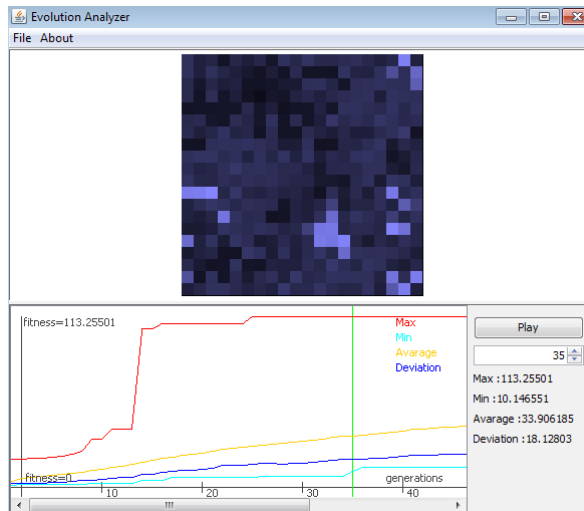 Evolution Analyzer
File About
fitness=113.25501
Max
Min
Avarage
Deviation
fitness=0
generations
10 20 30 40
Play
35
Max :113.25501
Min :10.146551
Avarage :33.906185
Deviation :18.12803